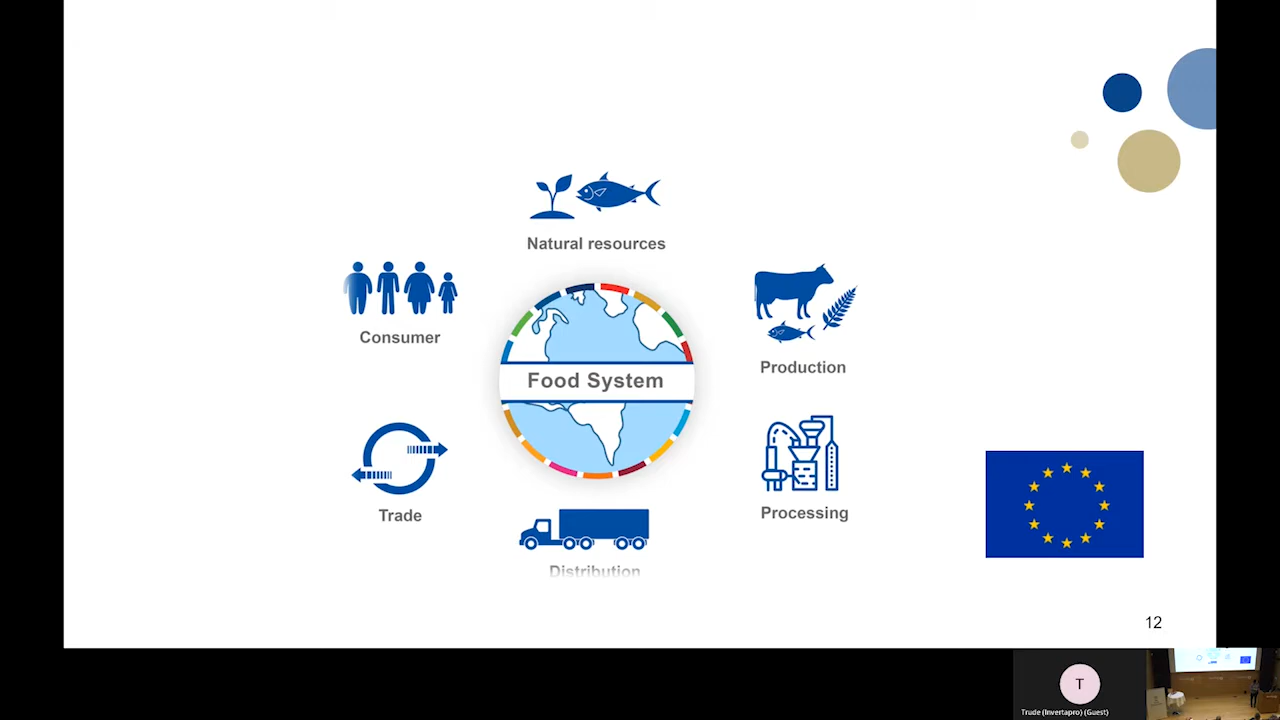 Natural resources
Consumer
Production
Food System
Trade
Processing
Distribution
12
T
Trude (Invertapro) (Guest)